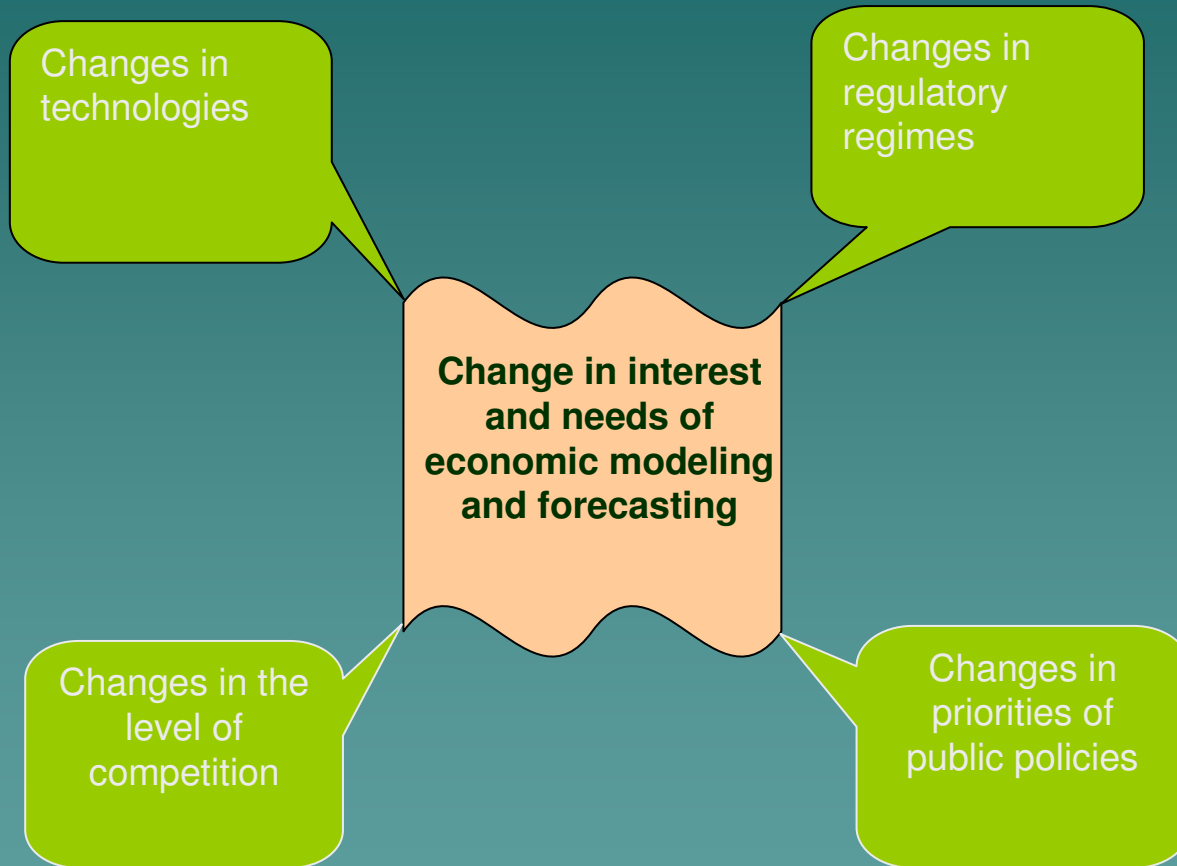 Changes in
technologies
Changes in
regulatory
regimes
Change in interest
and needs of
economic modeling
and forecasting
Changes in the
level of
competition
Changes in
priorities of
public policies